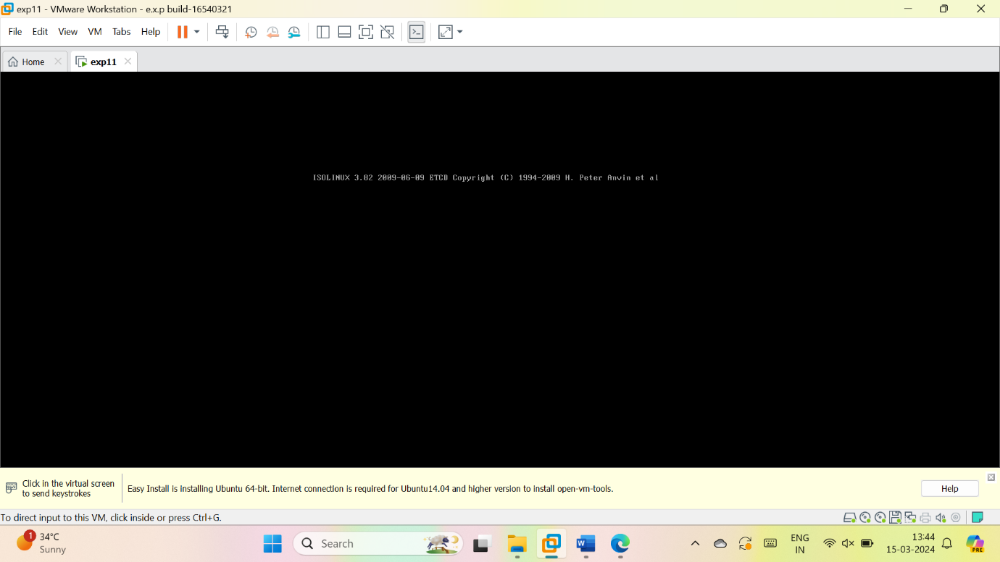 exp11 - VMware Workstation - e.x.p build-16540321
File Edit View VM Tabs Help
Home exp11
ISOLINUX 3.82 2009-06-09 ETCD Copyright (C) 1994-2009 H. Peter Anvin et al
Click in the virtual screen
to send keystrokes
Easy Install is installing Ubuntu 64-bit. Internet connection is required for Ubuntu14.04 and higher version to install open-vm-tools.
Help
To direct input to this VM, click inside or press Ctrl+G.
1
34°C
Sunny
Search
W
ENG
IN
13:44
15-03-2024
PRE